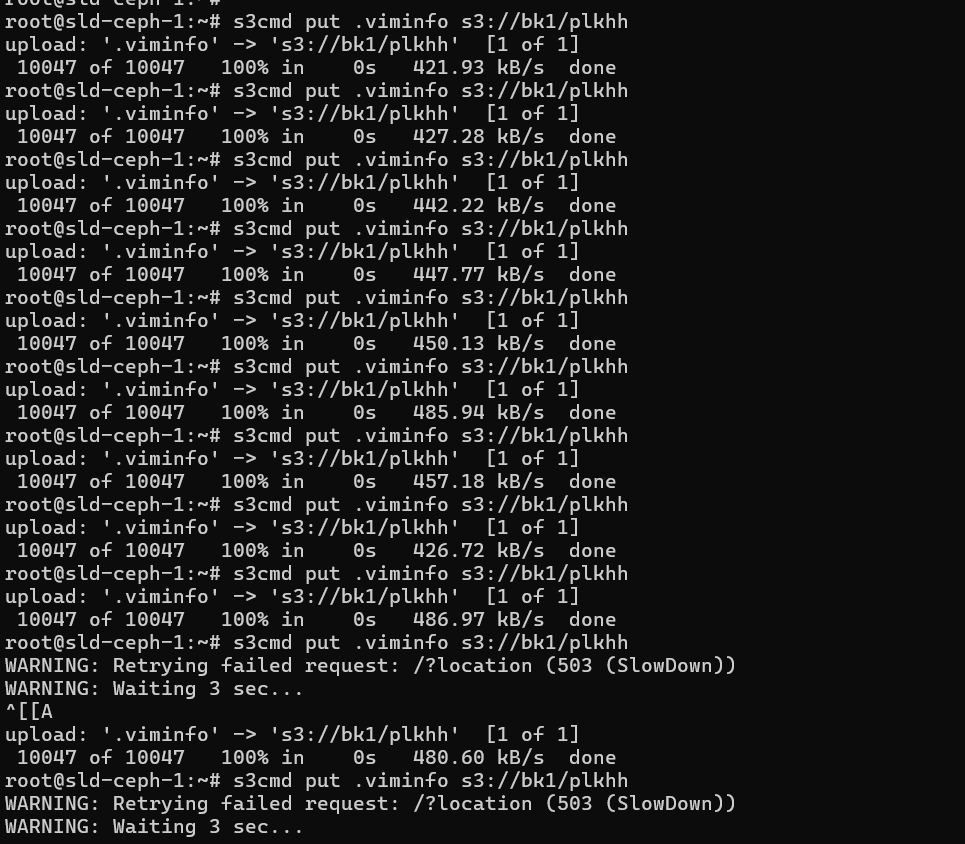 root@sld-ceph-1:~#
root@sld-ceph-1:~# s3cmd put .viminfo s3://bk1/plkhh
upload: '.viminfo' -> 's3://bk1/plkhh'  [1 of 1]
 10047 of 10047   100% in    0s   421.93 kB/s  done
root@sld-ceph-1:~# s3cmd put .viminfo s3://bk1/plkhh
upload: '.viminfo' -> 's3://bk1/plkhh'  [1 of 1]
 10047 of 10047   100% in    0s   427.28 kB/s  done
root@sld-ceph-1:~# s3cmd put .viminfo s3://bk1/plkhh
upload: '.viminfo' -> 's3://bk1/plkhh'  [1 of 1]
 10047 of 10047   100% in    0s   442.22 kB/s  done
root@sld-ceph-1:~# s3cmd put .viminfo s3://bk1/plkhh
upload: '.viminfo' -> 's3://bk1/plkhh'  [1 of 1]
 10047 of 10047   100% in    0s   447.77 kB/s  done
root@sld-ceph-1:~# s3cmd put .viminfo s3://bk1/plkhh
upload: '.viminfo' -> 's3://bk1/plkhh'  [1 of 1]
 10047 of 10047   100% in    0s   450.13 kB/s  done
root@sld-ceph-1:~# s3cmd put .viminfo s3://bk1/plkhh
upload: '.viminfo' -> 's3://bk1/plkhh'  [1 of 1]
 10047 of 10047   100% in    0s   485.94 kB/s  done
root@sld-ceph-1:~# s3cmd put .viminfo s3://bk1/plkhh
upload: '.viminfo' -> 's3://bk1/plkhh'  [1 of 1]
 10047 of 10047   100% in    0s   457.18 kB/s  done
root@sld-ceph-1:~# s3cmd put .viminfo s3://bk1/plkhh
upload: '.viminfo' -> 's3://bk1/plkhh'  [1 of 1]
 10047 of 10047   100% in    0s   426.72 kB/s  done
root@sld-ceph-1:~# s3cmd put .viminfo s3://bk1/plkhh
upload: '.viminfo' -> 's3://bk1/plkhh'  [1 of 1]
 10047 of 10047   100% in    0s   486.97 kB/s  done
root@sld-ceph-1:~# s3cmd put .viminfo s3://bk1/plkhh
WARNING: Retrying failed request: /?location (503 (SlowDown))
WARNING: Waiting 3 sec...
^[[A
upload: '.viminfo' -> 's3://bk1/plkhh'  [1 of 1]
 10047 of 10047   100% in    0s   480.60 kB/s  done
root@sld-ceph-1:~# s3cmd put .viminfo s3://bk1/plkhh
WARNING: Retrying failed request: /?location (503 (SlowDown))
WARNING: Waiting 3 sec...